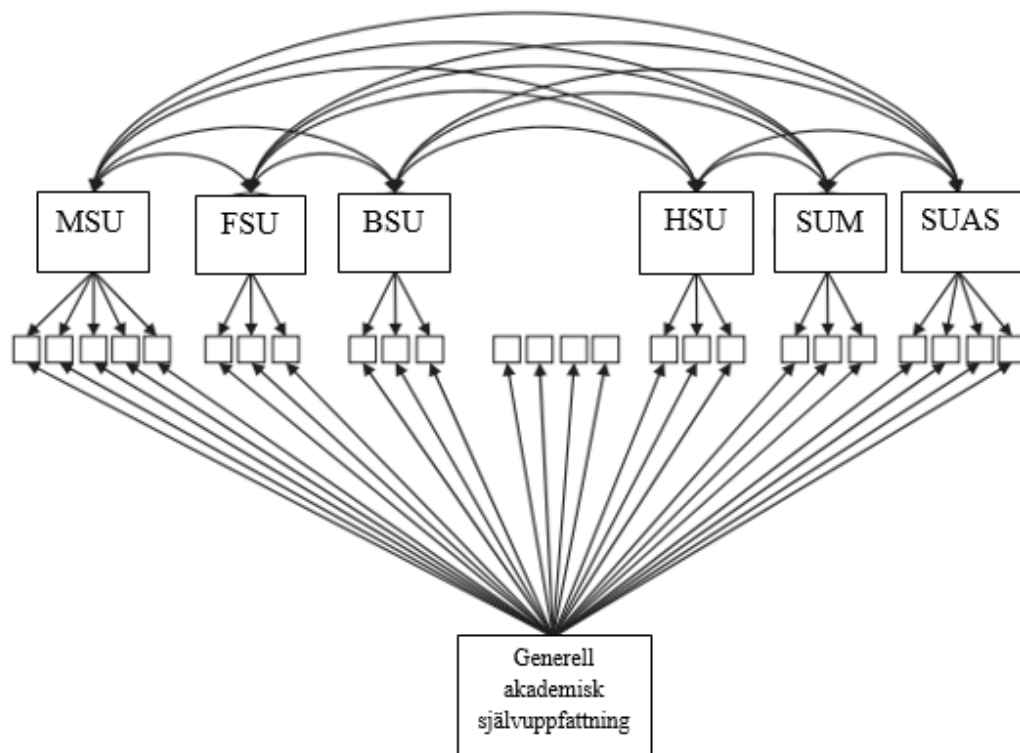 MSU
FSU
BSU
HSU
SUM
SUAS
Generell
akademisk
självuppfattning